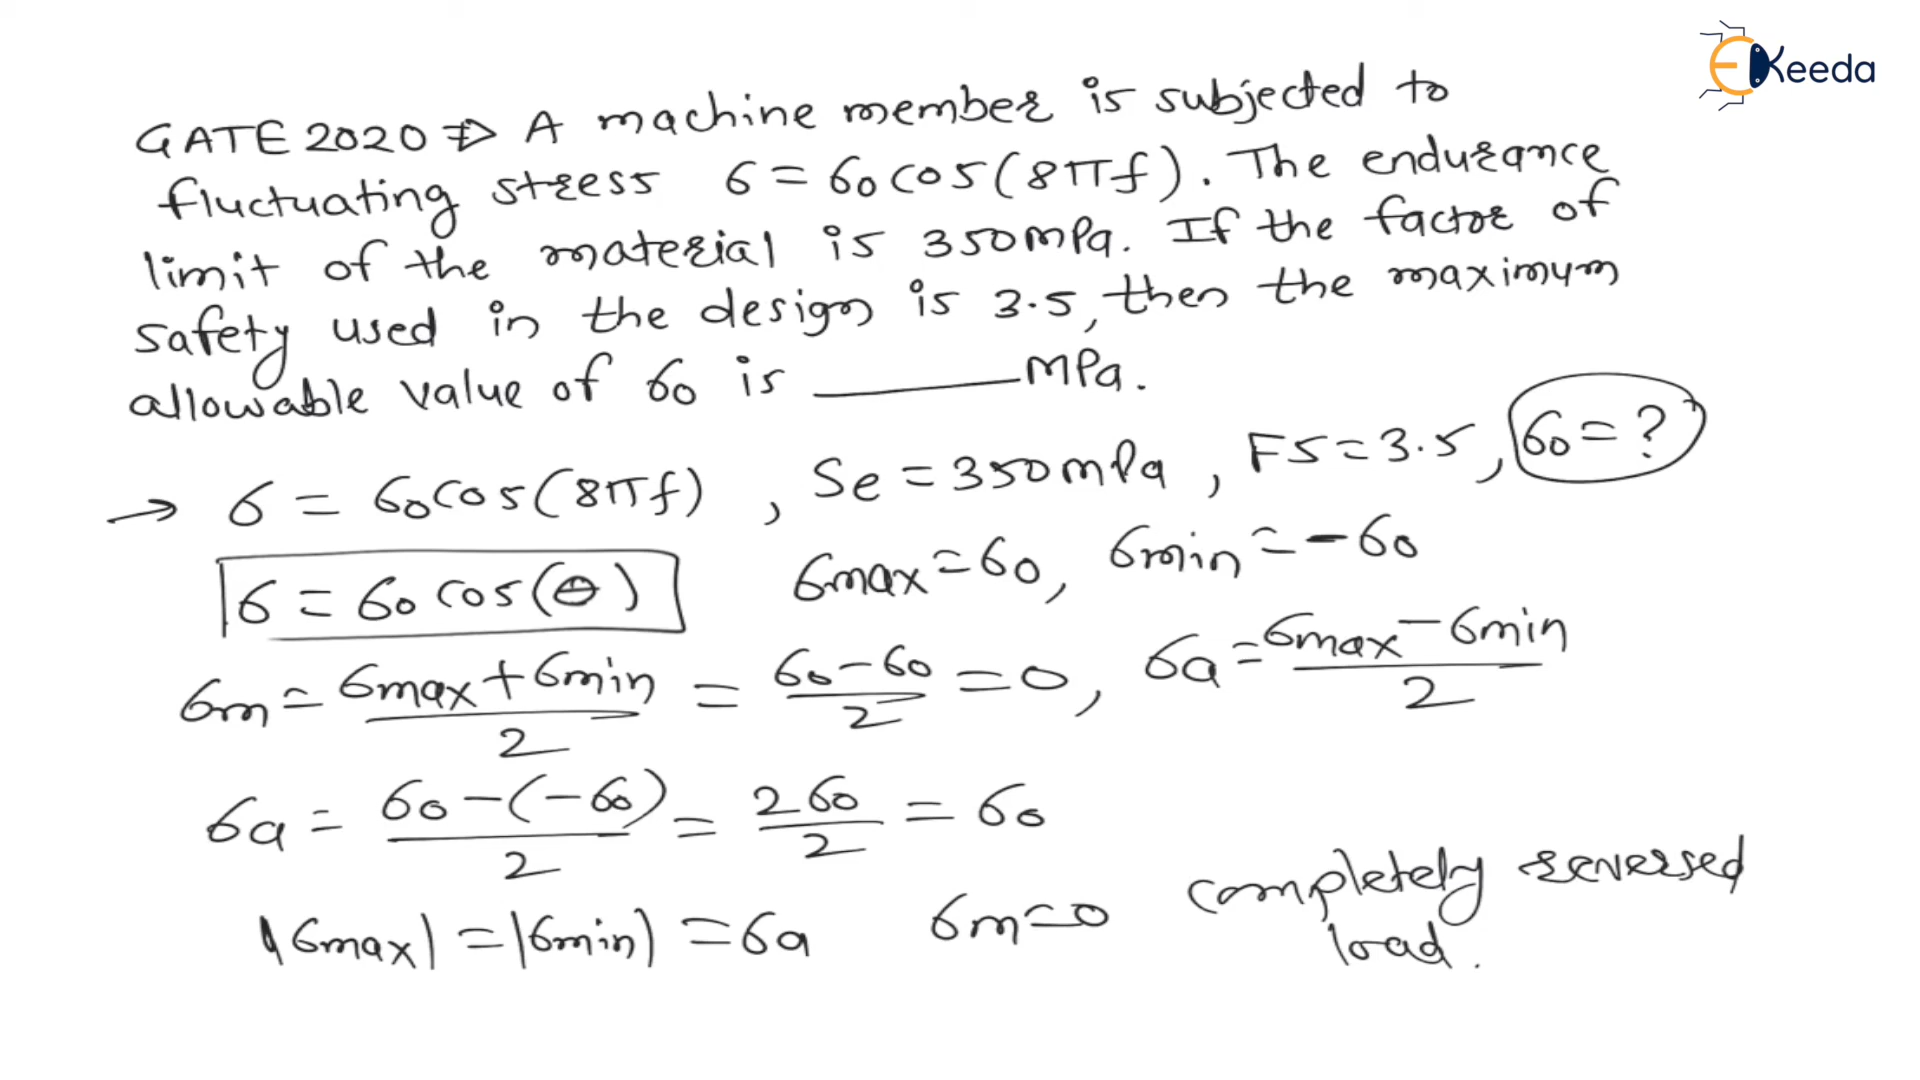 EKeeda
GATE 2020 ⇒ A machine member is subjected to
fluctuating stress σ = σ0 cos(8πf). The endurance
limit of the material is 350mPa. If the factor of
safety used in the design is 3.5, then the maximum
allowable value of σ0 is ______ MPa.
→ σ = σ0 cos(8πf) , Se = 350mPa , FS = 3.5, σ0 = ?
σ = σ0 cos(θ) σmax = σ0, σmin = -σ0
σm = (σmax + σmin)/2 = (σ0 - σ0)/2 = 0, σa = (σmax - σmin)/2
σa = (σ0 - (-σ0))/2 = 2σ0/2 = σ0
|σmax| = |σmin| = σa σm = 0 completely reversed
load.